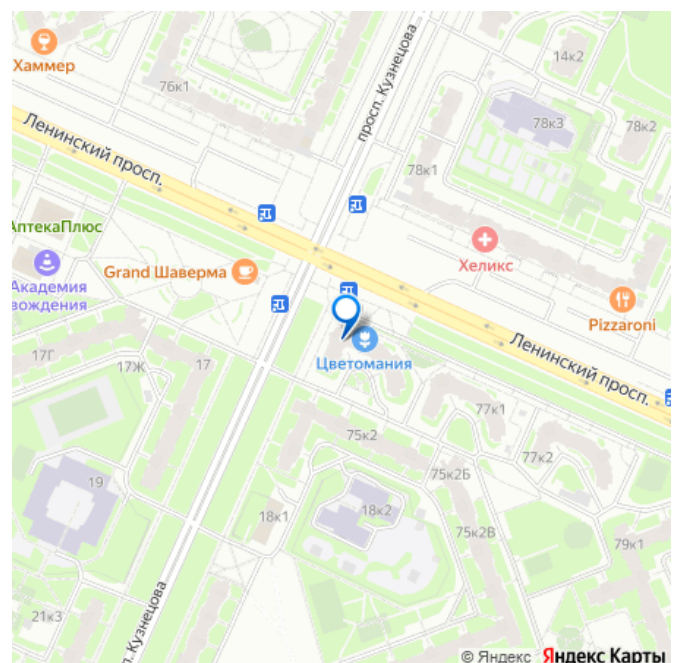 Хаммер
76к1
просп. Кузнецова
14к2
78к3
78к2
Ленинский просп.
78к1
АптекаПлюс
Хеликс
Grand Шаверма
Академия
вождения
Pizzaroni
Ленинский просп.
Цветомания
17Г
17Ж
17
77к1
75к2
77к2
75к2Б
19
18к2
18к1
75к2В
79к1
21к3
п. Кузнецова
© Яндекс Яндекс Карты